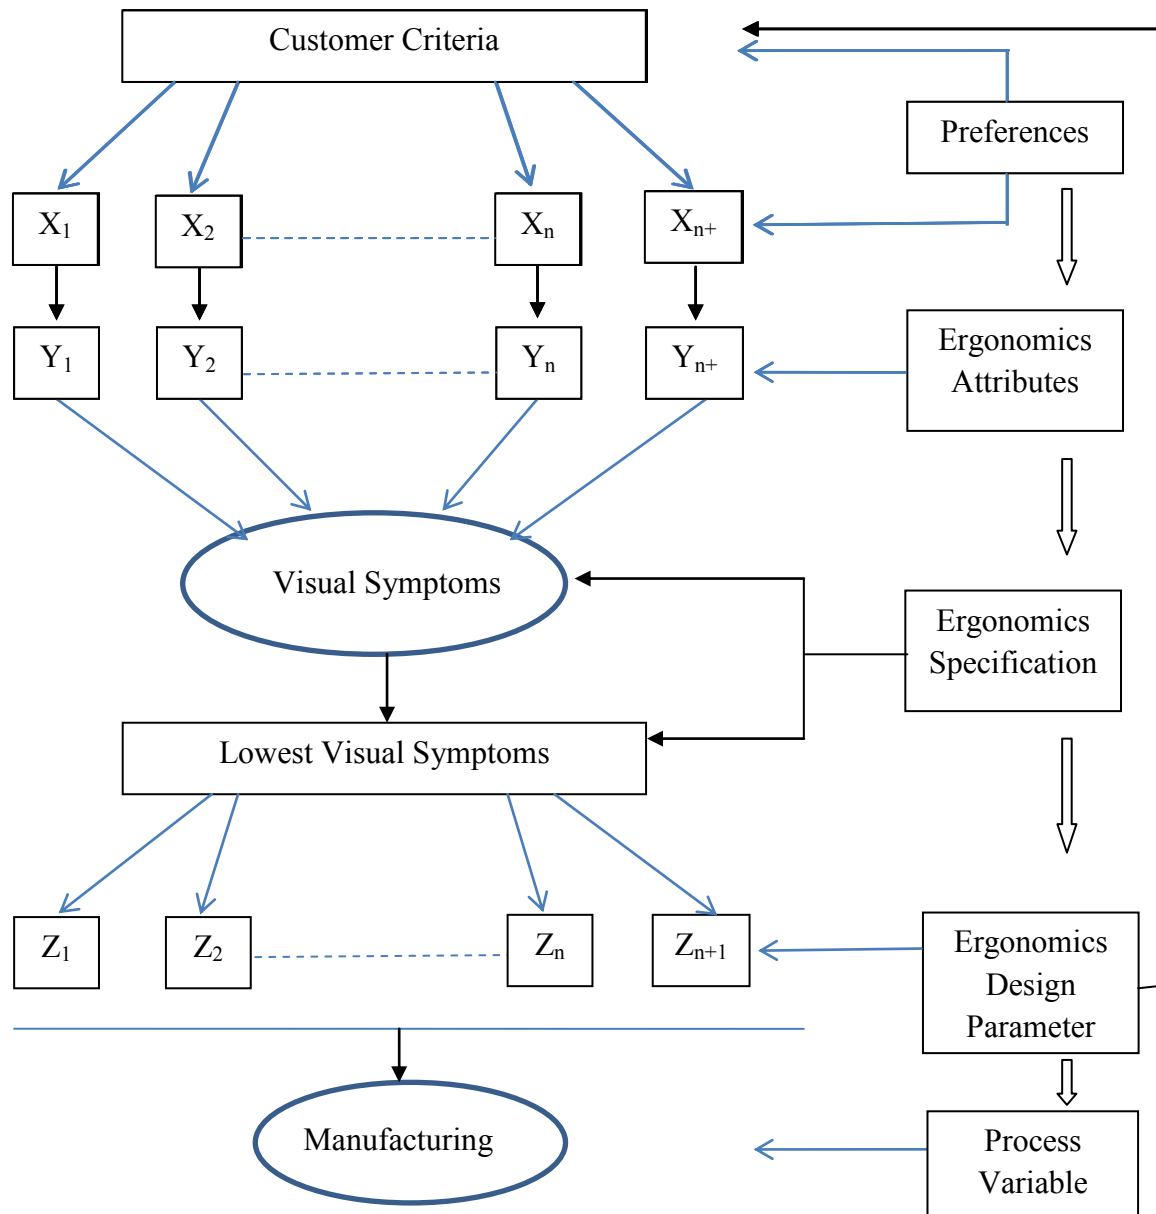 Customer Criteria
Preferences
X1
X2
Xn
Xn+
Y1
Y2
Yn
Yn+
Ergonomics
Attributes
Visual Symptoms
Ergonomics
Specification
Lowest Visual Symptoms
Z1
Z2
Zn
Zn+1
Ergonomics
Design
Parameter
Manufacturing
Process
Variable